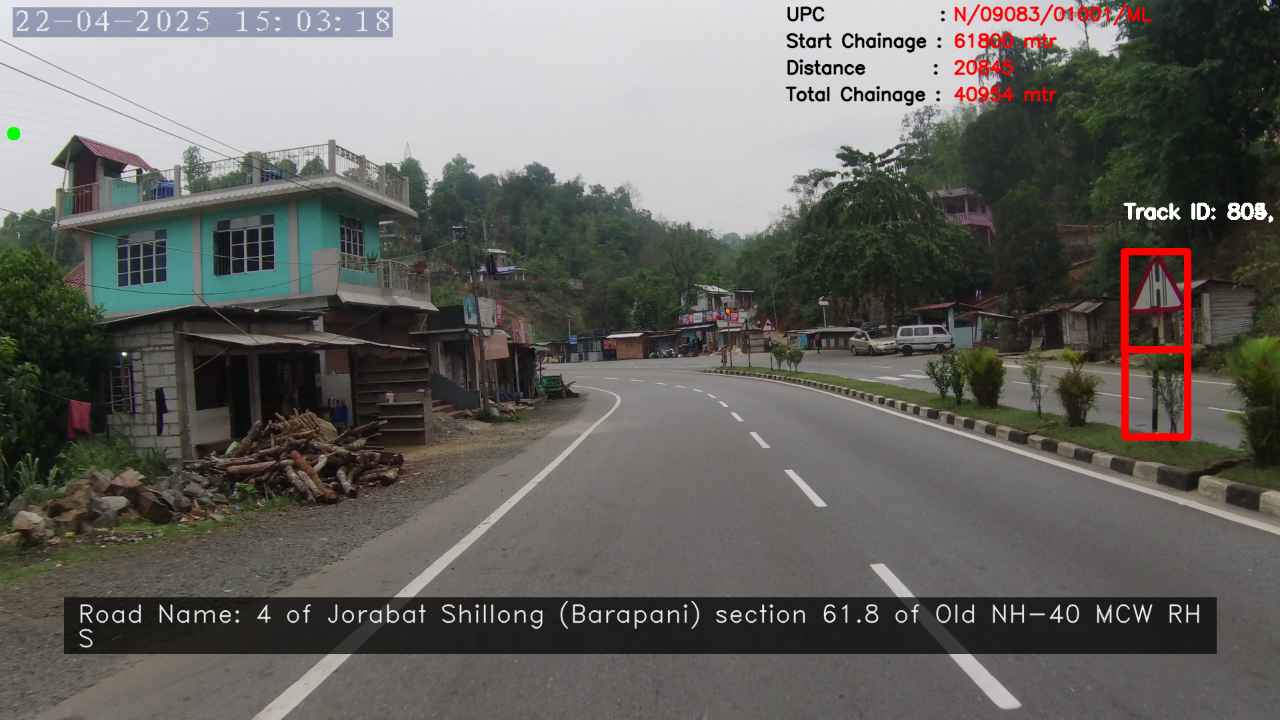 22-04-2025 15:03:18
UPC : N/09083/01001/ML
Start Chainage : 61800 mtr
Distance : 20845
Total Chainage : 40954 mtr
Track ID: 
Road Name: 4 of Jorabat Shillong (Barapani) section 61.8 of Old NH-40 MCW RH
S